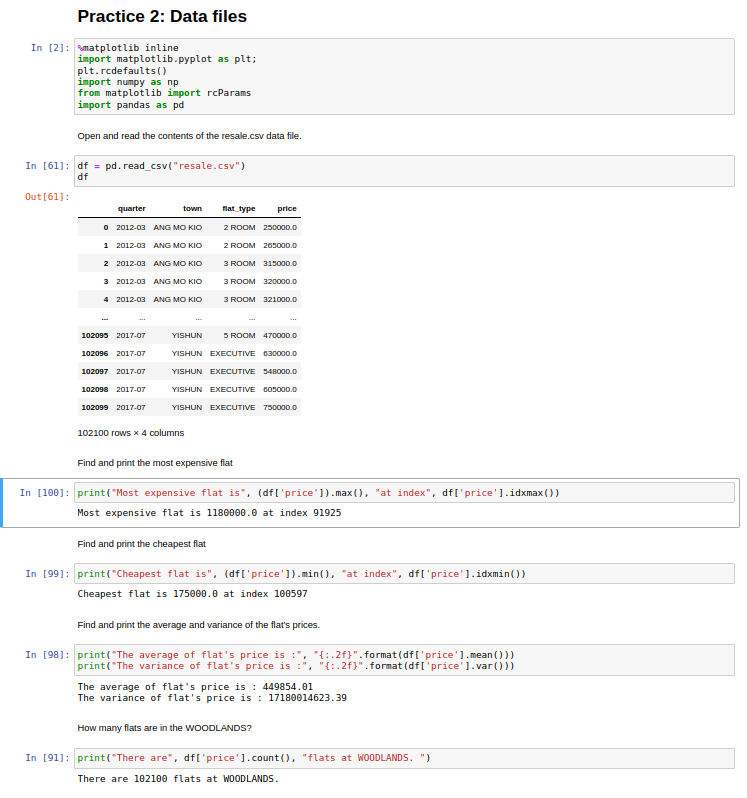 Practice 2: Data files
In [2]: %matplotlib inline
import matplotlib.pyplot as plt;
plt.rcdefaults()
import numpy as np
from matplotlib import rcParams
import pandas as pd
Open and read the contents of the resale.csv data file.
In [61]: df = pd.read_csv("resale.csv")
df
Out[61]:
quarter town flat_type price
0 2012-03 ANG MO KIO 2 ROOM 250000.0
1 2012-03 ANG MO KIO 2 ROOM 265000.0
2 2012-03 ANG MO KIO 3 ROOM 315000.0
3 2012-03 ANG MO KIO 3 ROOM 320000.0
4 2012-03 ANG MO KIO 3 ROOM 321000.0
... ... ... ... ...
102095 2017-07 YISHUN 5 ROOM 470000.0
102096 2017-07 YISHUN EXECUTIVE 630000.0
102097 2017-07 YISHUN EXECUTIVE 548000.0
102098 2017-07 YISHUN EXECUTIVE 605000.0
102099 2017-07 YISHUN EXECUTIVE 750000.0
102100 rows × 4 columns
Find and print the most expensive flat
In [100]: print("Most expensive flat is", (df['price']).max(), "at index", df['price'].idxmax())
Most expensive flat is 1180000.0 at index 91925
Find and print the cheapest flat
In [99]: print("Cheapest flat is", (df['price']).min(), "at index", df['price'].idxmin())
Cheapest flat is 175000.0 at index 100597
Find and print the average and variance of the flat's prices.
In [98]: print("The average of flat's price is :", "{:.2f}".format(df['price'].mean()))
print("The variance of flat's price is :", "{:.2f}".format(df['price'].var()))
The average of flat's price is : 449854.01
The variance of flat's price is : 17180014623.39
How many flats are in the WOODLANDS?
In [91]: print("There are", df['price'].count(), "flats at WOODLANDS. ")
There are 102100 flats at WOODLANDS.